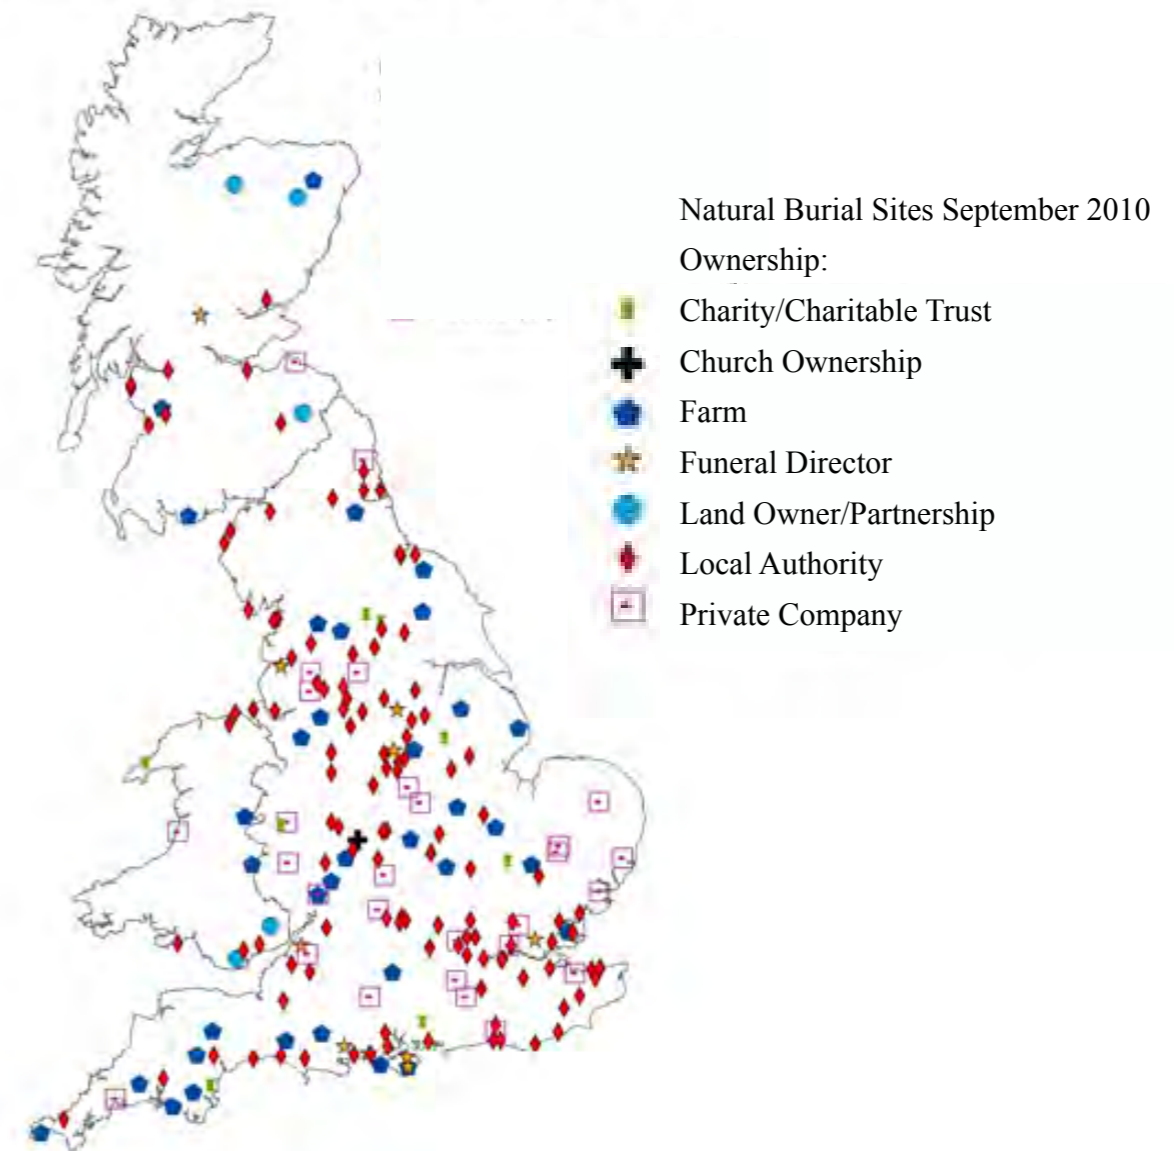 Natural Burial Sites September 2010
Ownership:
Charity/Charitable Trust
Church Ownership
Farm
Funeral Director
Land Owner/Partnership
Local Authority
Private Company